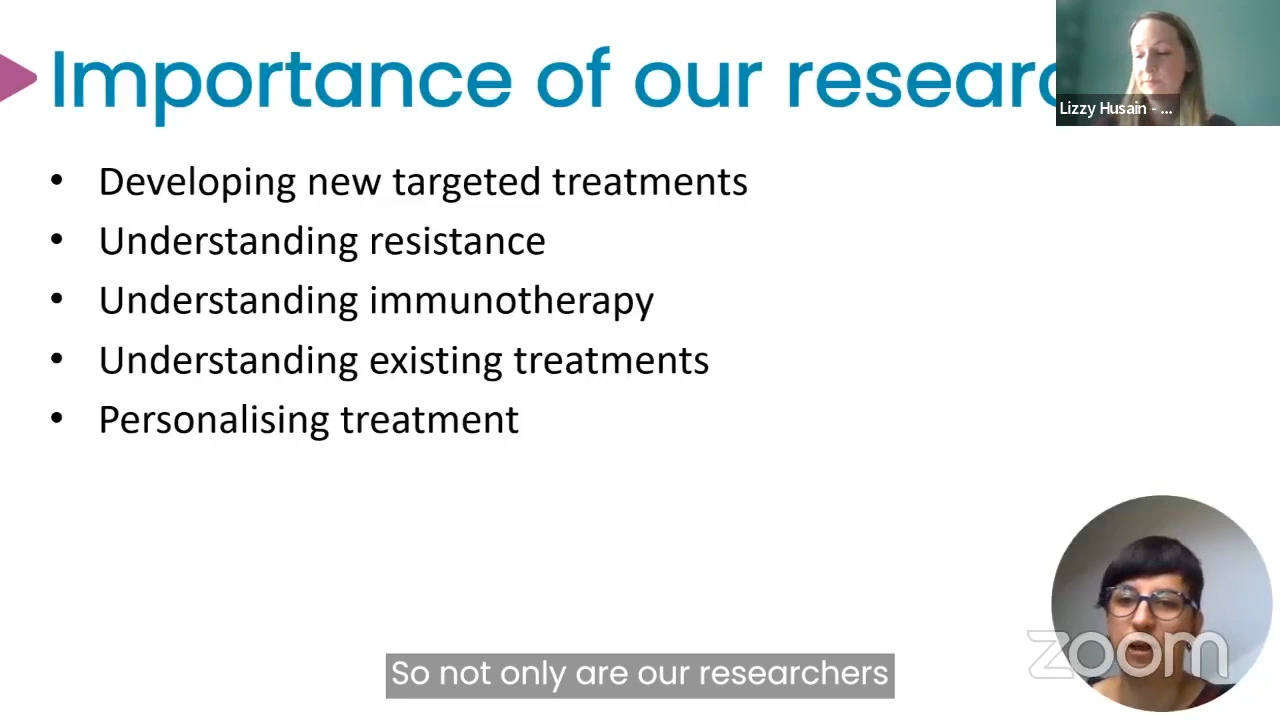 Importance of our researc
Lizzy Husain - ...
• Developing new targeted treatments
• Understanding resistance
• Understanding immunotherapy
• Understanding existing treatments
• Personalising treatment
zoom
So not only are our researchers